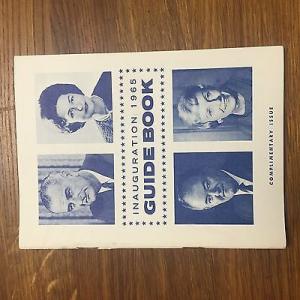 INAUGURATION 1965
GUIDE BOOK
COMPLIMENTARY ISSUE